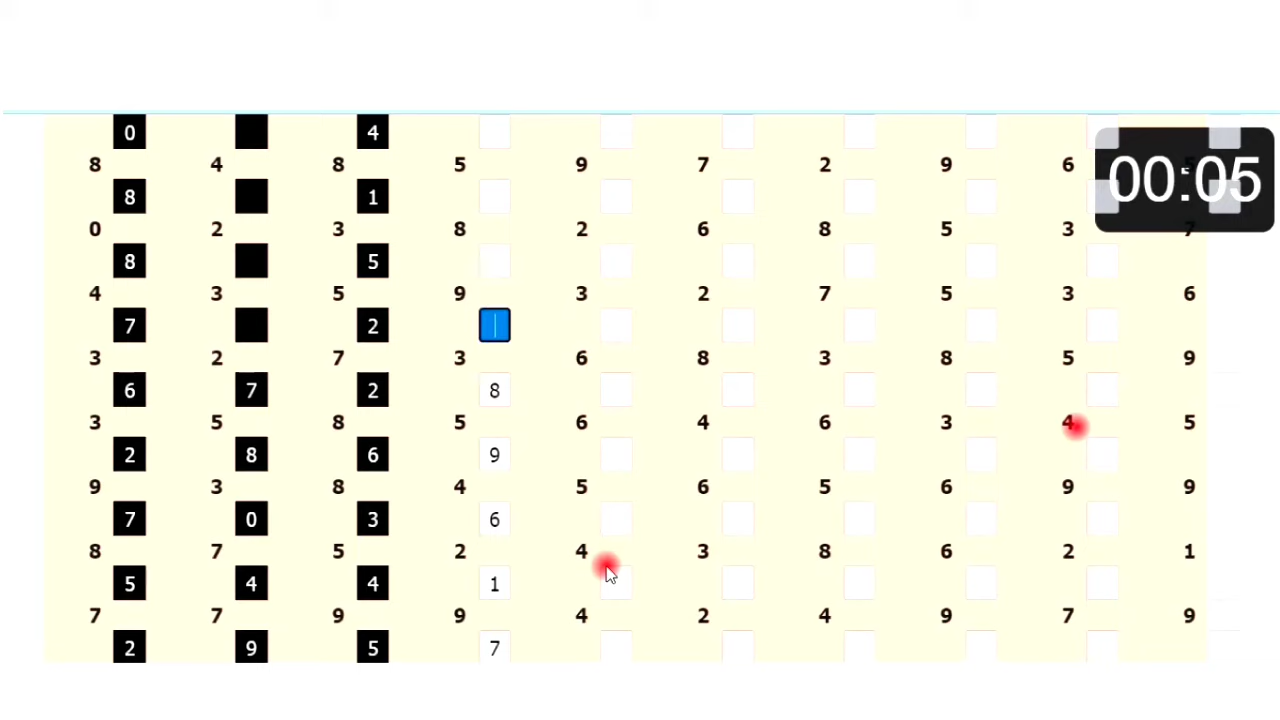 0 4
8 4 8 5 9 7 2 9 6 5
8 1
00:05
0 2 3 8 2 6 8 5 3 7
8 5
4 3 5 9 3 2 7 5 3 6
7 2
3 2 7 3 6 8 3 8 5 9
6 7 2 8
3 5 8 5 6 4 6 3 4 5
2 8 6 9
9 3 8 4 5 6 5 6 9 9
7 0 3 6
8 7 5 2 4 3 8 6 2 1
5 4 4 1
7 7 9 9 4 2 4 9 7 9
2 9 5 7